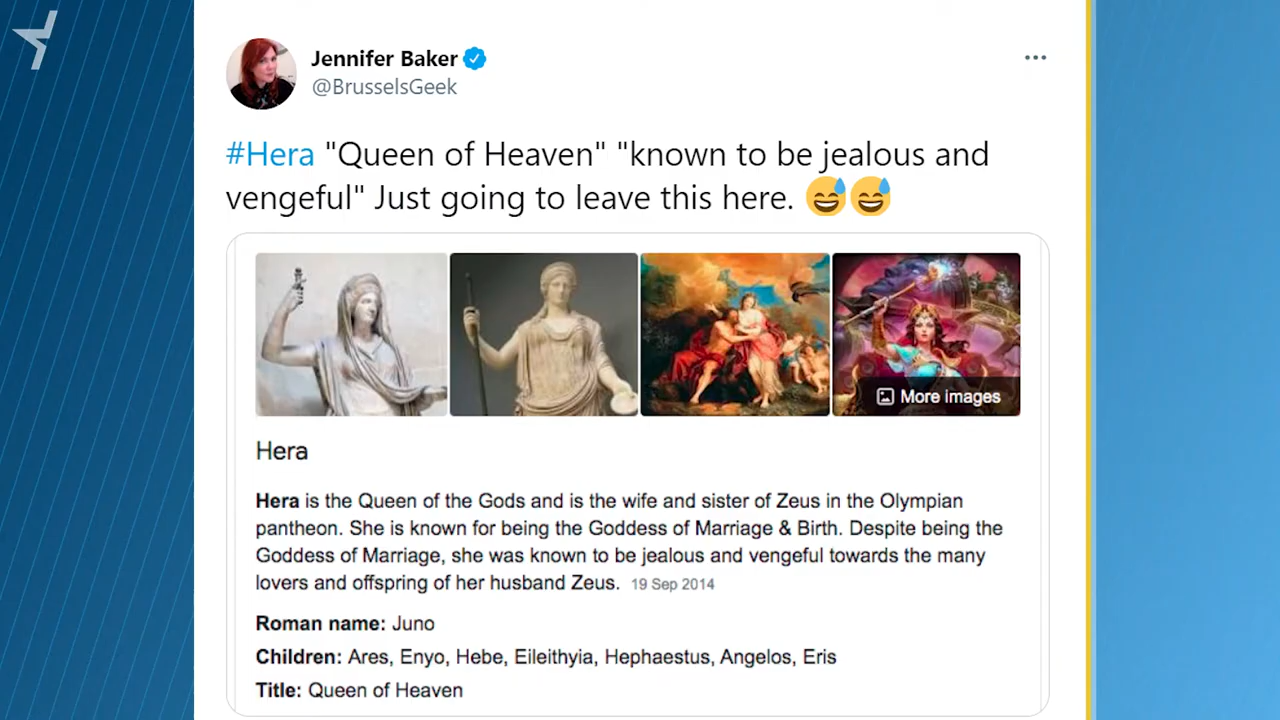 Jennifer Baker
@BrusselsGeek
#Hera "Queen of Heaven" "known to be jealous and
vengeful" Just going to leave this here. 😅😅
More images
Hera
Hera is the Queen of the Gods and is the wife and sister of Zeus in the Olympian
pantheon. She is known for being the Goddess of Marriage & Birth. Despite being the
Goddess of Marriage, she was known to be jealous and vengeful towards the many
lovers and offspring of her husband Zeus. 19 Sep 2014
Roman name: Juno
Children: Ares, Enyo, Hebe, Eileithyia, Hephaestus, Angelos, Eris
Title: Queen of Heaven